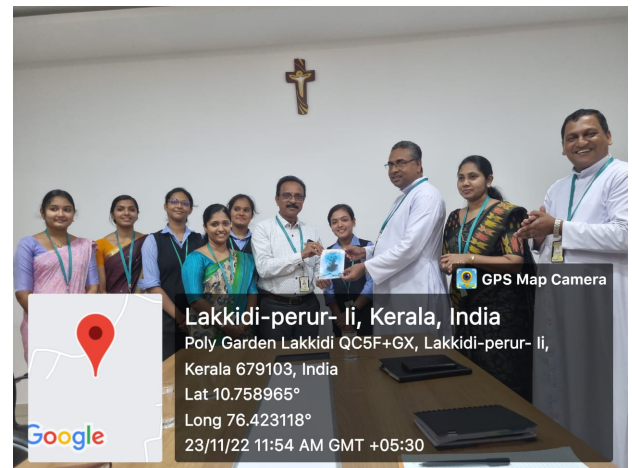 GPS Map Camera
Lakkidi-perur- Ii, Kerala, India
Poly Garden Lakkidi QC5F+GX, Lakkidi-perur- Ii,
Kerala 679103, India
Lat 10.758965°
Long 76.423118°
23/11/22 11:54 AM GMT +05:30
Google